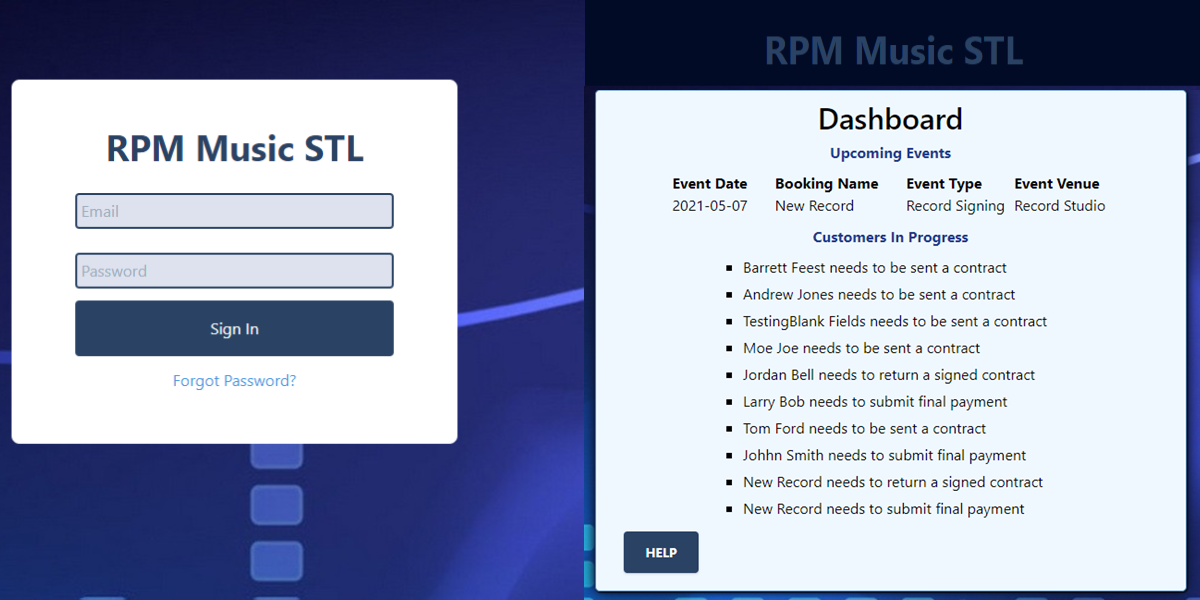 RPM Music STL
Email
Password
Sign In
Forgot Password?
RPM Music STL
Dashboard
Upcoming Events
Event Date Booking Name Event Type Event Venue
2021-05-07 New Record Record Signing Record Studio
Customers In Progress
Barrett Feest needs to be sent a contract
Andrew Jones needs to be sent a contract
TestingBlank Fields needs to be sent a contract
Moe Joe needs to be sent a contract
Jordan Bell needs to return a signed contract
Larry Bob needs to submit final payment
Tom Ford needs to be sent a contract
Johhn Smith needs to submit final payment
New Record needs to return a signed contract
New Record needs to submit final payment
HELP